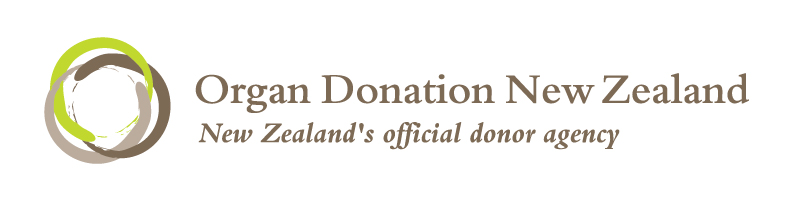 Organ Donation New Zealand
New Zealand's official donor agency